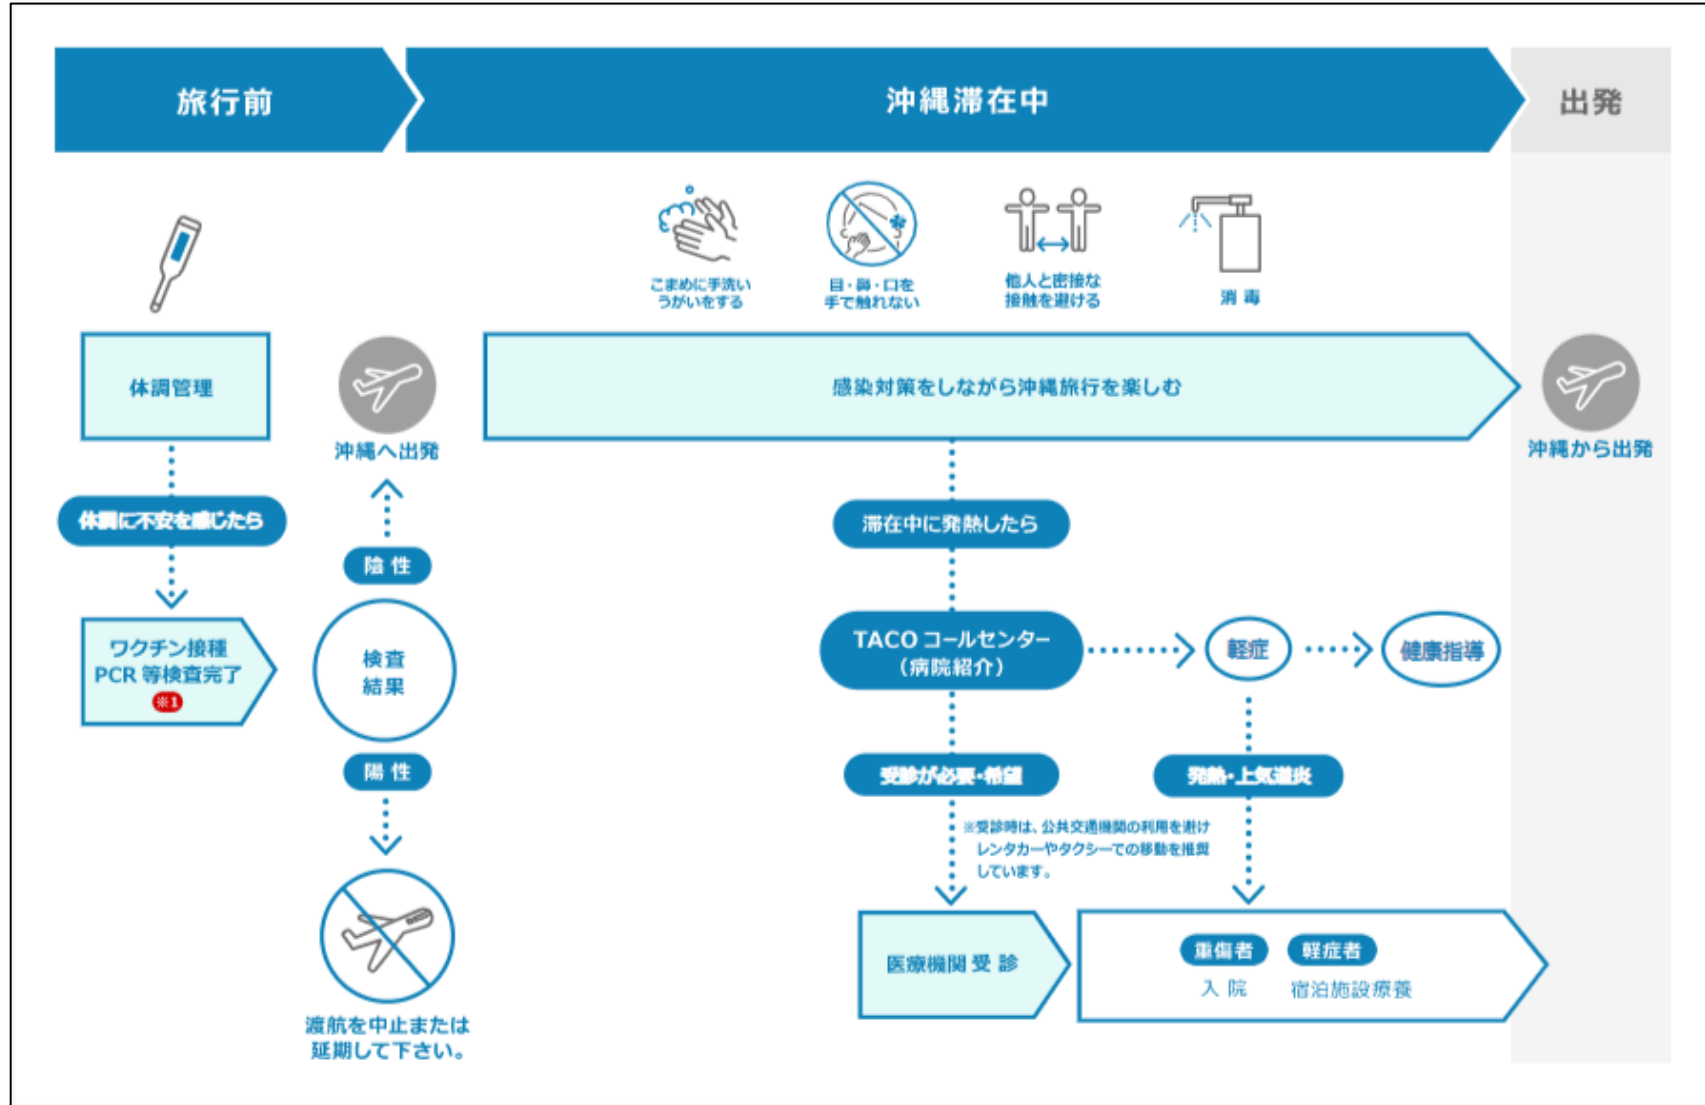 旅行前
沖縄滞在中
出発
こまめに手洗い
うがいをする
目・鼻・口を
手で触れない
他人と密接な
接触を避ける
消毒
体調管理
沖縄へ出発
感染対策をしながら沖縄旅行を楽しむ
沖縄から出発
体調に不安を感じたら
滞在中に発熱したら
陰性
ワクチン接種
PCR 等検査完了
※1
検査
結果
TACO コールセンター
(病院紹介)
軽症
健康指導
陽性
受診が必要・希望
発熱・上気道炎
※受診時は、公共交通機関の利用を避け
レンタカーやタクシーでの移動を推奨
しています。
医療機関受診
重傷者
軽症者
入院
宿泊施設療養
渡航を中止または
延期して下さい。